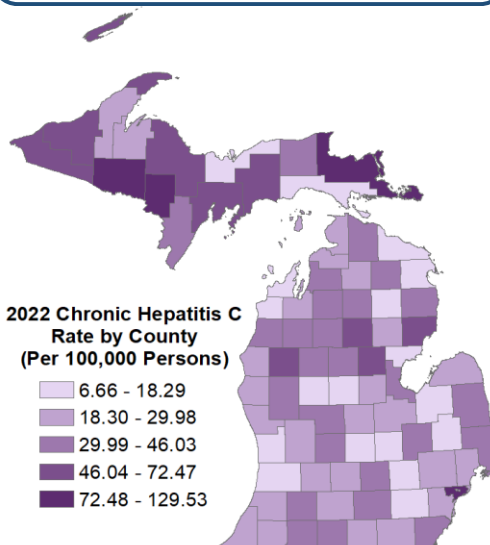 2022 Chronic Hepatitis C
Rate by County
(Per 100,000 Persons)
6.66 - 18.29
18.30 - 29.98
29.99 - 46.03
46.04 - 72.47
72.48 - 129.53